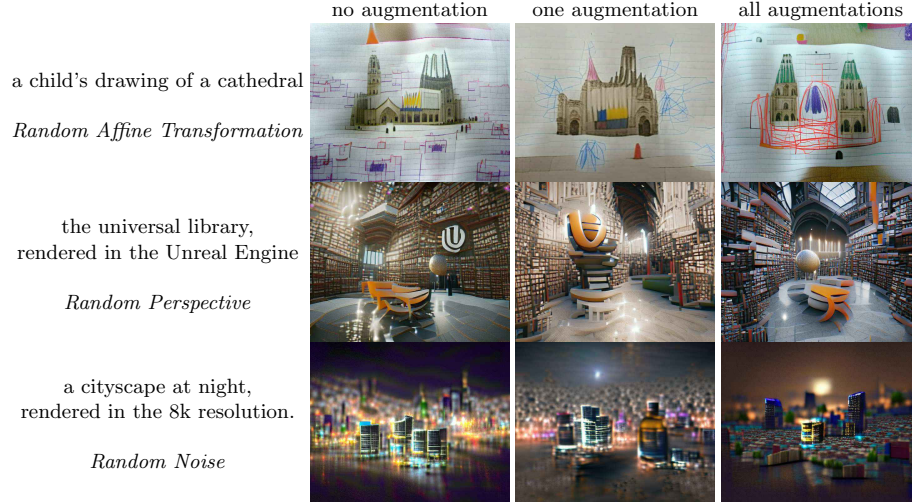 no augmentation
one augmentation
all augmentations
a child's drawing of a cathedral
Random Affine Transformation
the universal library,
rendered in the Unreal Engine
Random Perspective
a cityscape at night,
rendered in the 8k resolution.
Random Noise